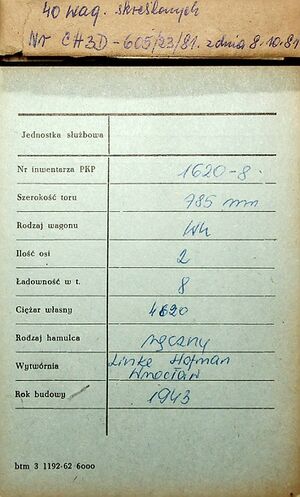 40 wag. skreślonych
Nr CH3D-605/23/81. z dnia 8.10.81
Jednostka służbowa
Nr inwentarza PKP 1620-8
Szerokość toru 785 mm
Rodzaj wagonu Wk
Ilość osi 2
Ładowność w t. 8
Ciężar własny 4620
Rodzaj hamulca ręczny
Wytwórnia Linke Hofman
Wrocław
Rok budowy 1943
btm 3 1192-62 6000